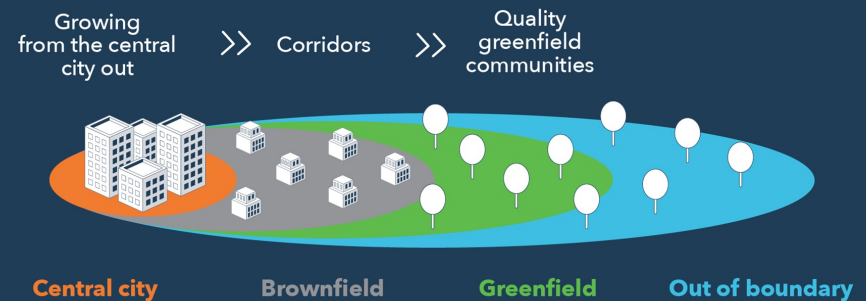 Growing
from the central
city out
Corridors
Quality
greenfield
communities
Central city
Brownfield
Greenfield
Out of boundary